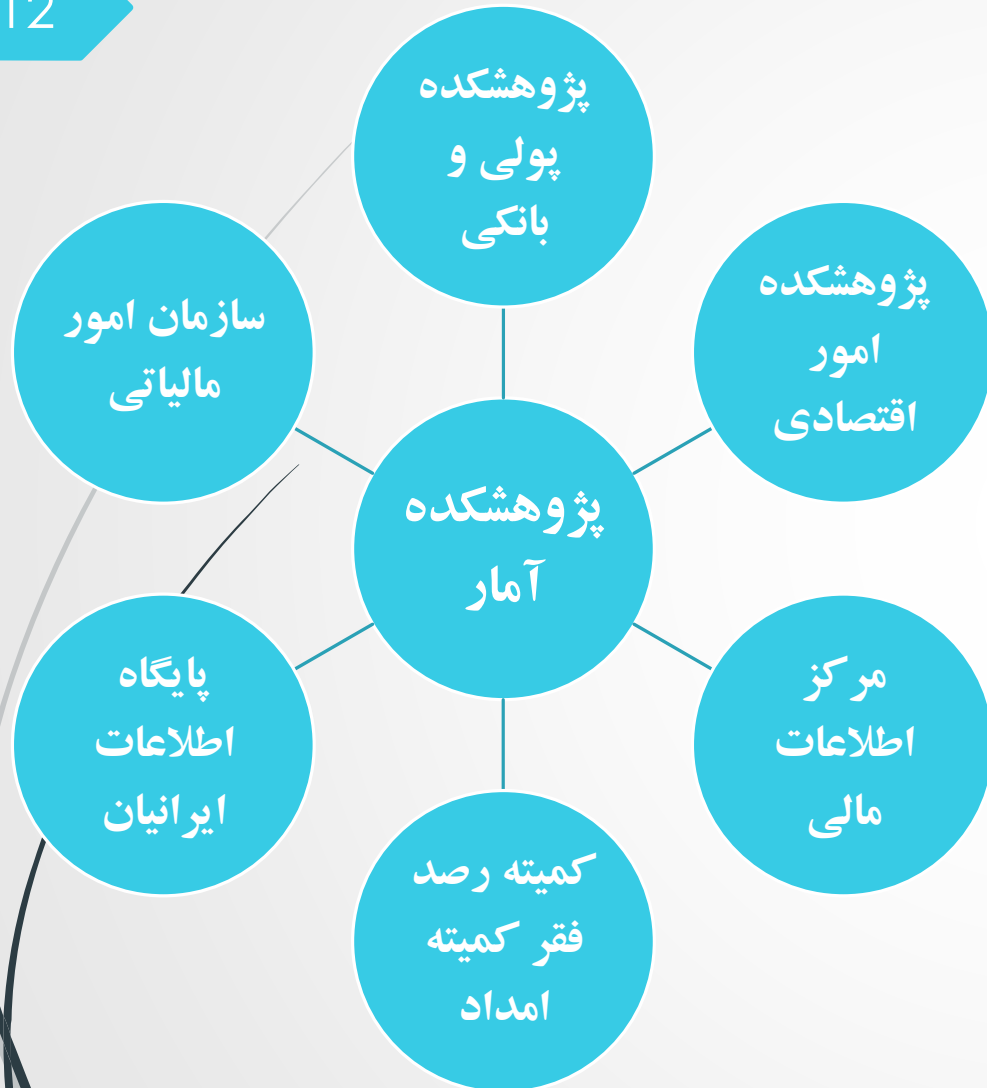 12
پژوهشکده
پولی و
بانکی
پژوهشکده
امور
اقتصادی
مرکز
اطلاعات
مالی
کمیته رصد
فقر کمیته
امداد
پایگاه
اطلاعات
ایرانیان
سازمان امور
مالیاتی
پژوهشکده
آمار